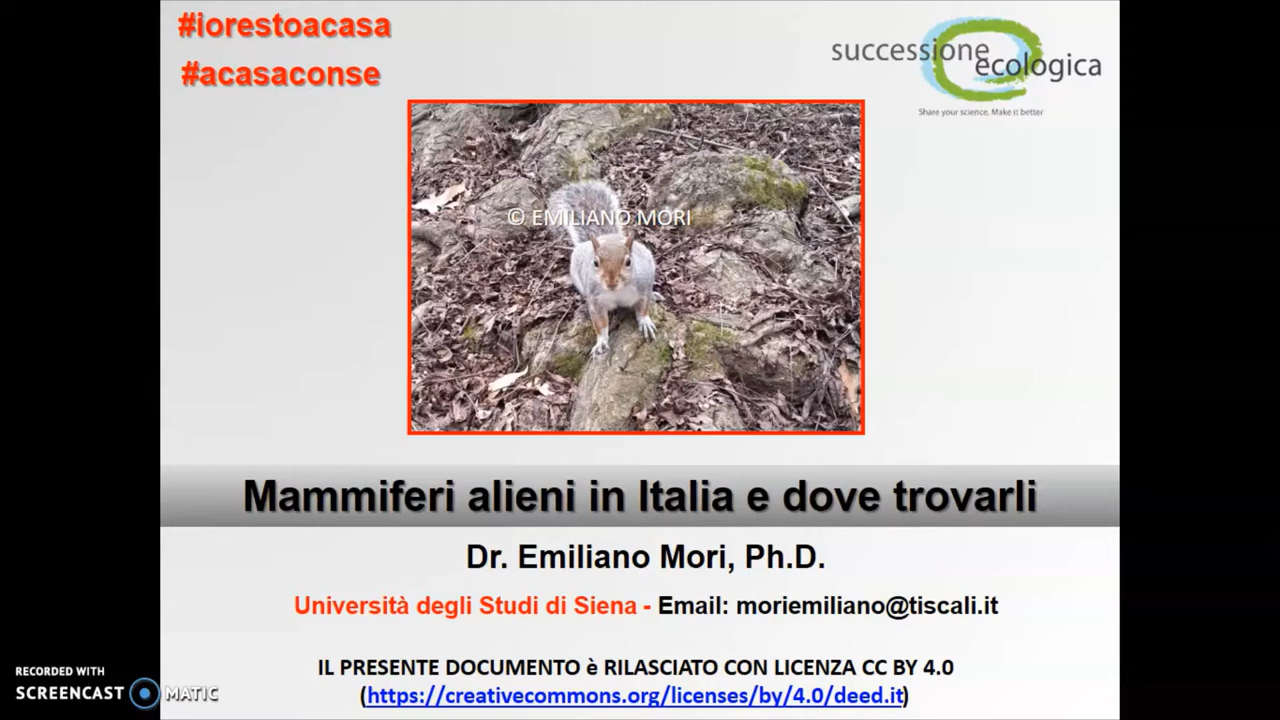 #iorestoacasa
#acasaconse
successione
ecologica
Share your science, Make it better
© EMILIANO MORI
Mammiferi alieni in Italia e dove trovarli
Dr. Emiliano Mori, Ph.D.
Università degli Studi di Siena - Email: moriemiliano@tiscali.it
IL PRESENTE DOCUMENTO è RILASCIATO CON LICENZA CC BY 4.0
(https://creativecommons.org/licenses/by/4.0/deed.it)
RECORDED WITH
SCREENCAST MATIC